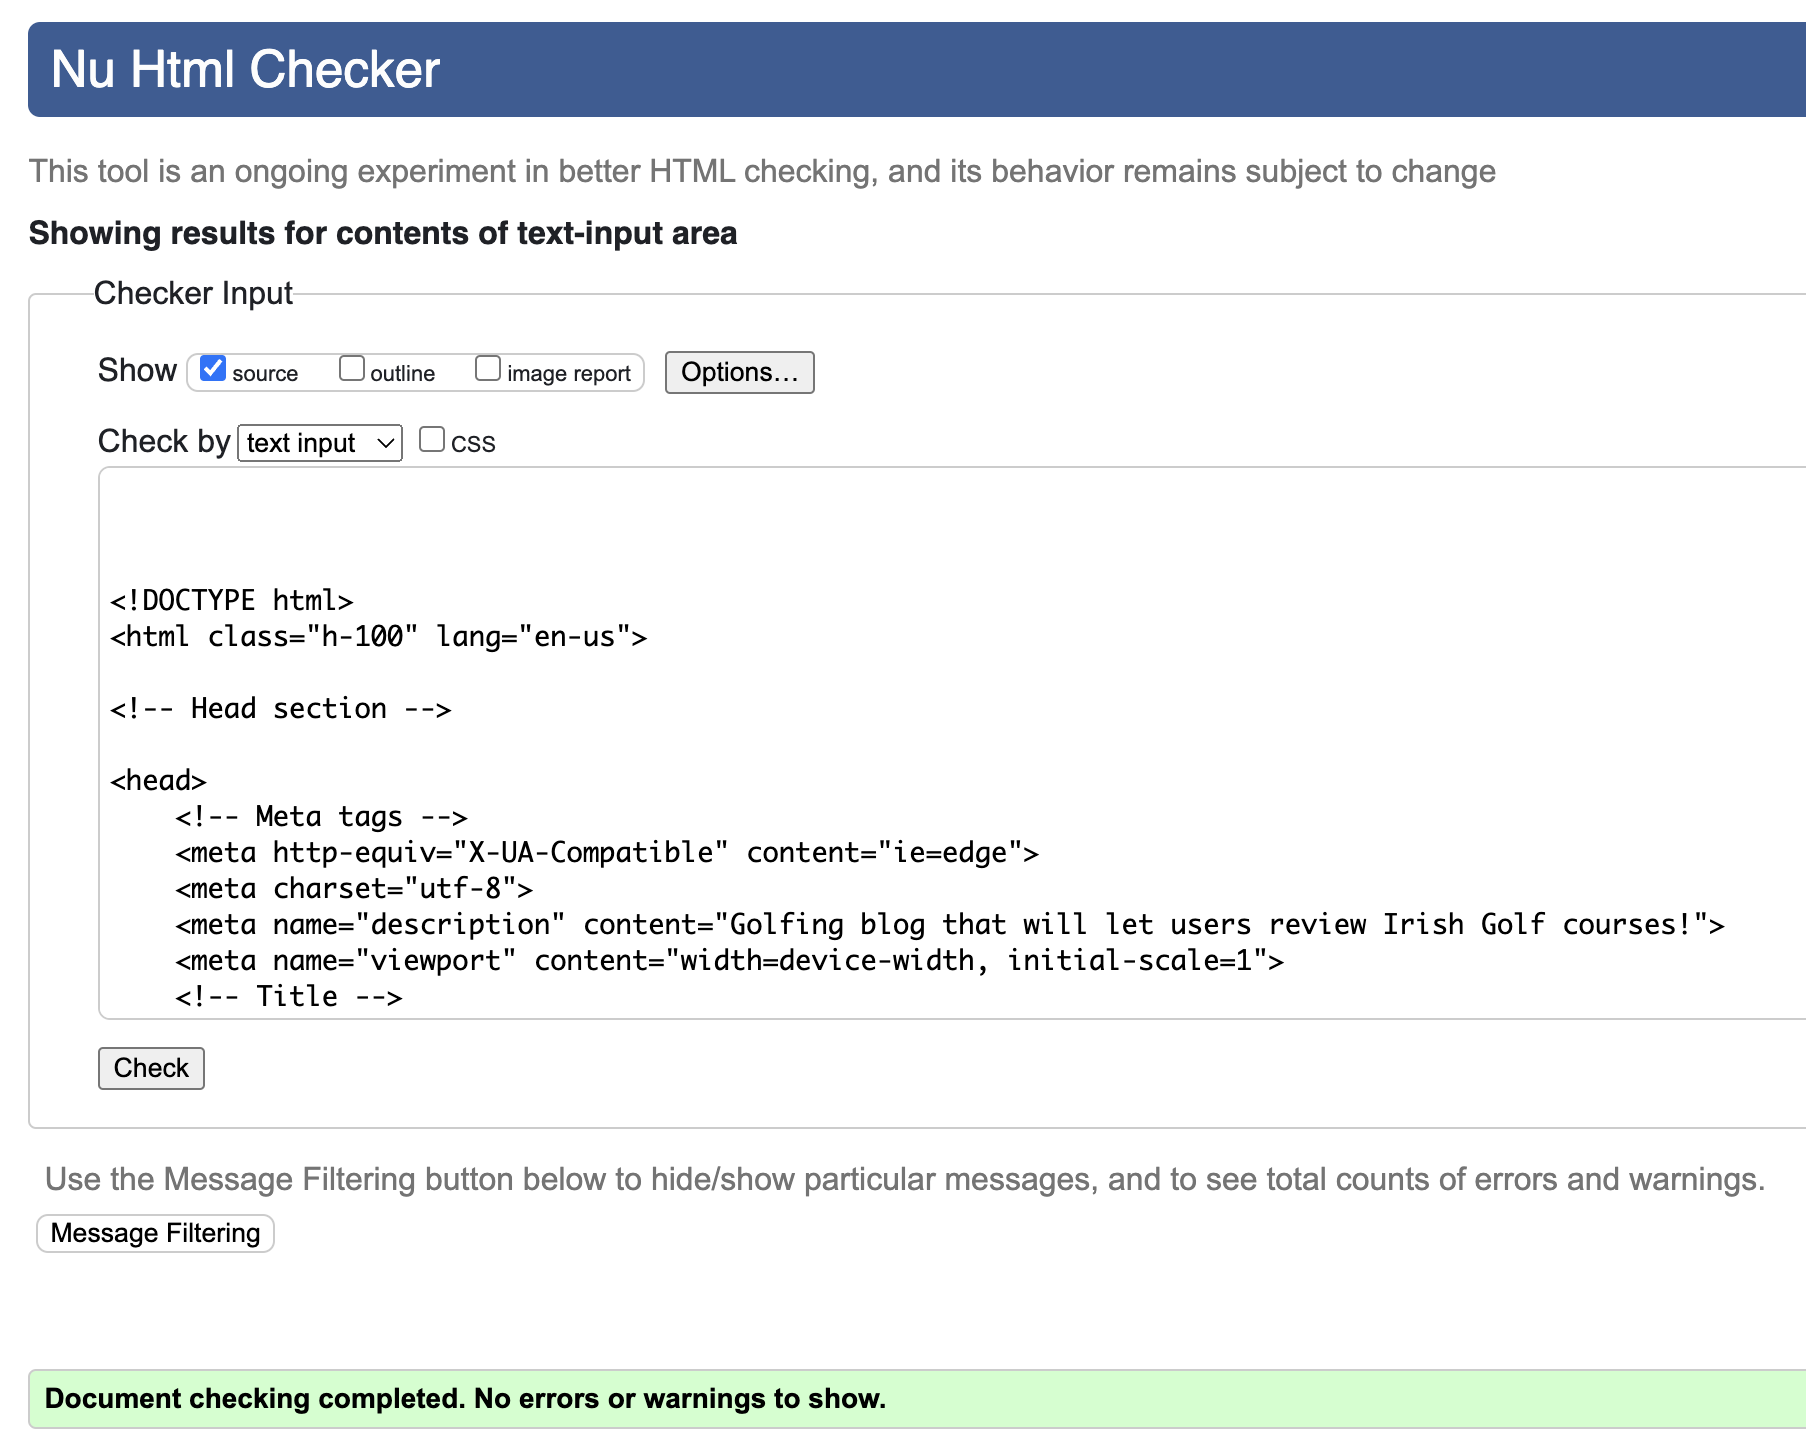 Nu Html Checker
This tool is an ongoing experiment in better HTML checking, and its behavior remains subject to change
Showing results for contents of text-input area
Checker Input
Show source outline image report Options...
Check by text input CSS
<!DOCTYPE html>
<html class="h-100" lang="en-us">
<!-- Head section -->
<head>
    <!-- Meta tags -->
    <meta http-equiv="X-UA-Compatible" content="ie=edge">
    <meta charset="utf-8">
    <meta name="description" content="Golfing blog that will let users review Irish Golf courses!">
    <meta name="viewport" content="width=device-width, initial-scale=1">
    <!-- Title -->
Check
Use the Message Filtering button below to hide/show particular messages, and to see total counts of errors and warnings.
Message Filtering
Document checking completed. No errors or warnings to show.